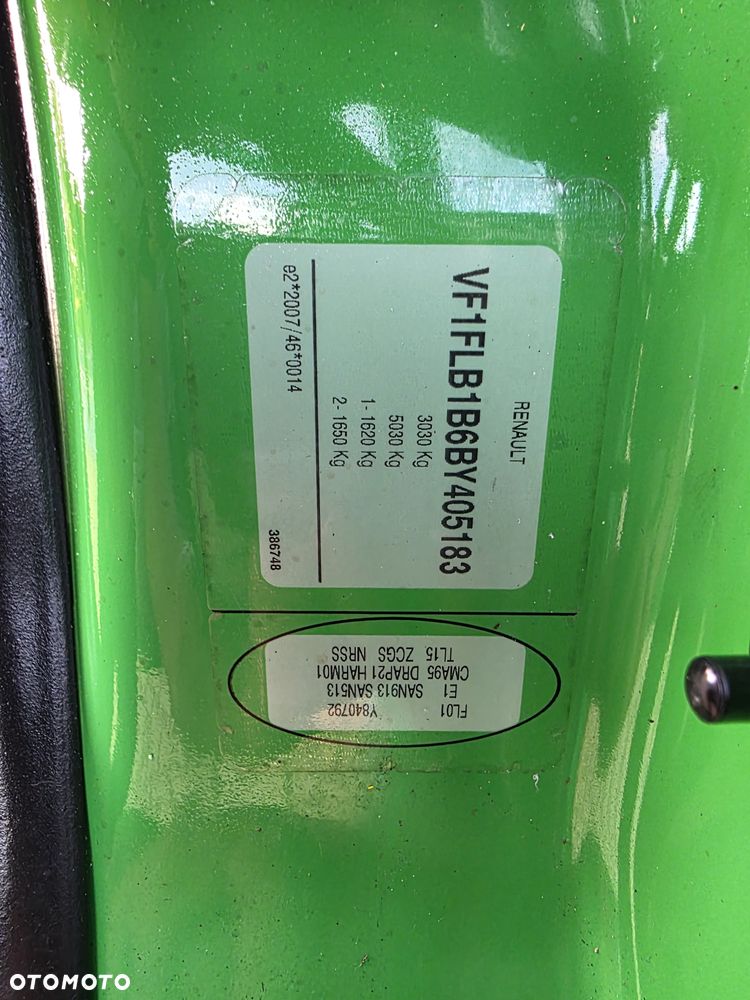 RENAULT
VF1FLB1B6BY405183
3030 Kg
5030 Kg
1- 1620 Kg
2- 1650 Kg
e2*2007/46*0014
386748
FL01 Y840792
E1 SAN913 SAN513
CMA95 DRAP21 HARM01
TL15 ZCGS NRSS
OTOMOTO